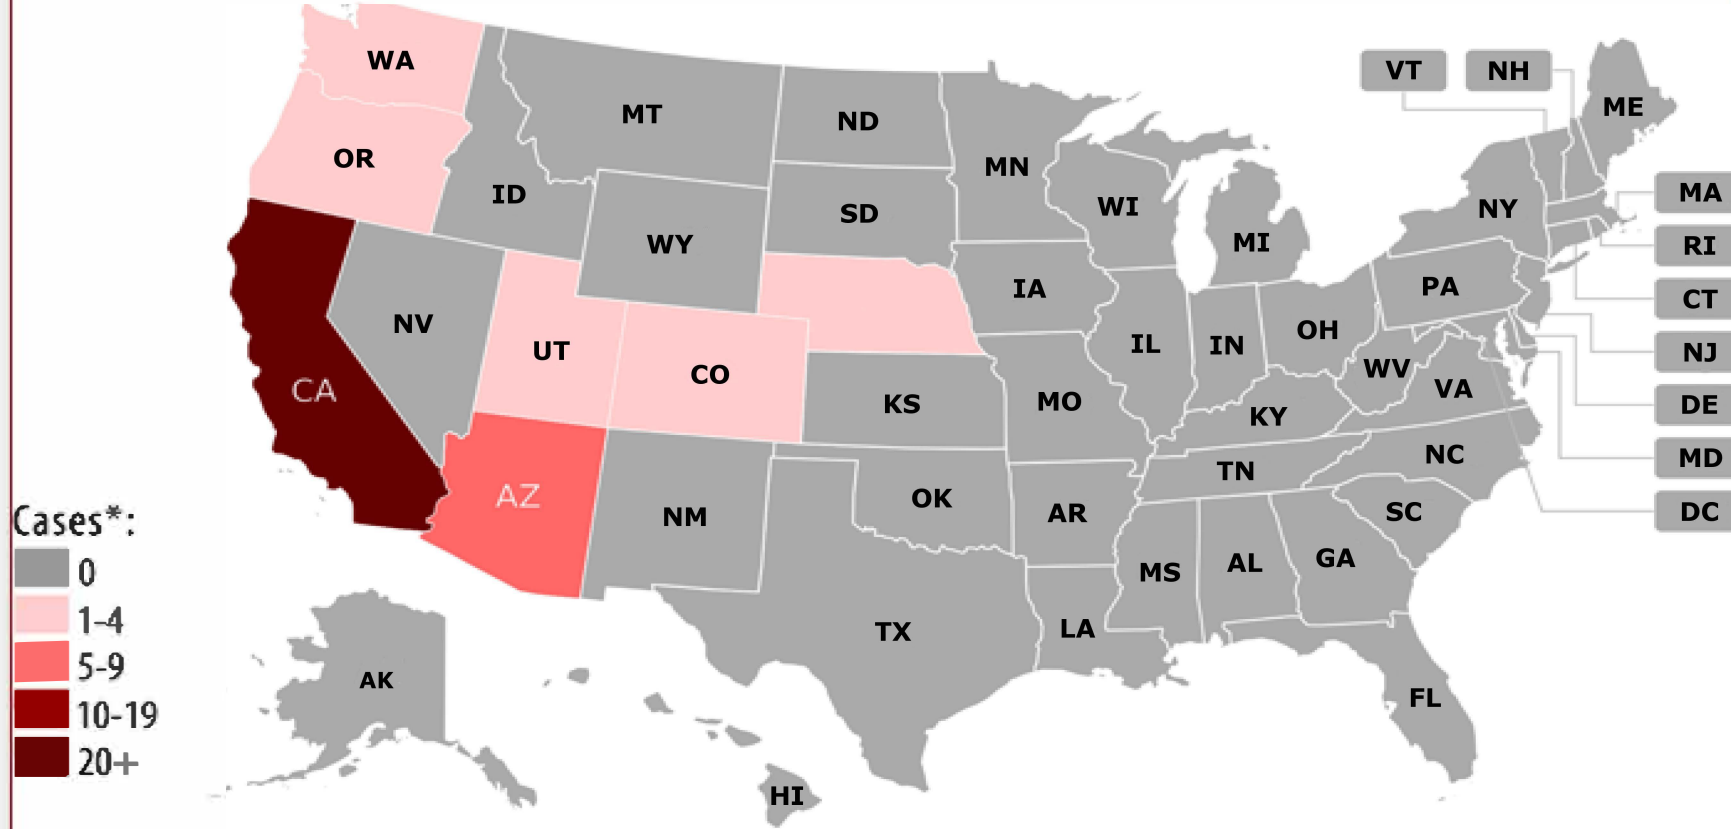 WA
VT
NH
ME
MT
ND
OR
MN
ID
SD
WI
NY
MA
WY
MI
RI
IA
PA
CT
NV
UT
IL
IN
OH
NJ
CO
WV
CA
KS
MO
KY
VA
DE
AZ
OK
TN
NC
MD
NM
AR
SC
DC
Cases*:
0
1-4
5-9
10-19
20+
MS
AL
GA
TX
LA
AK
FL
HI